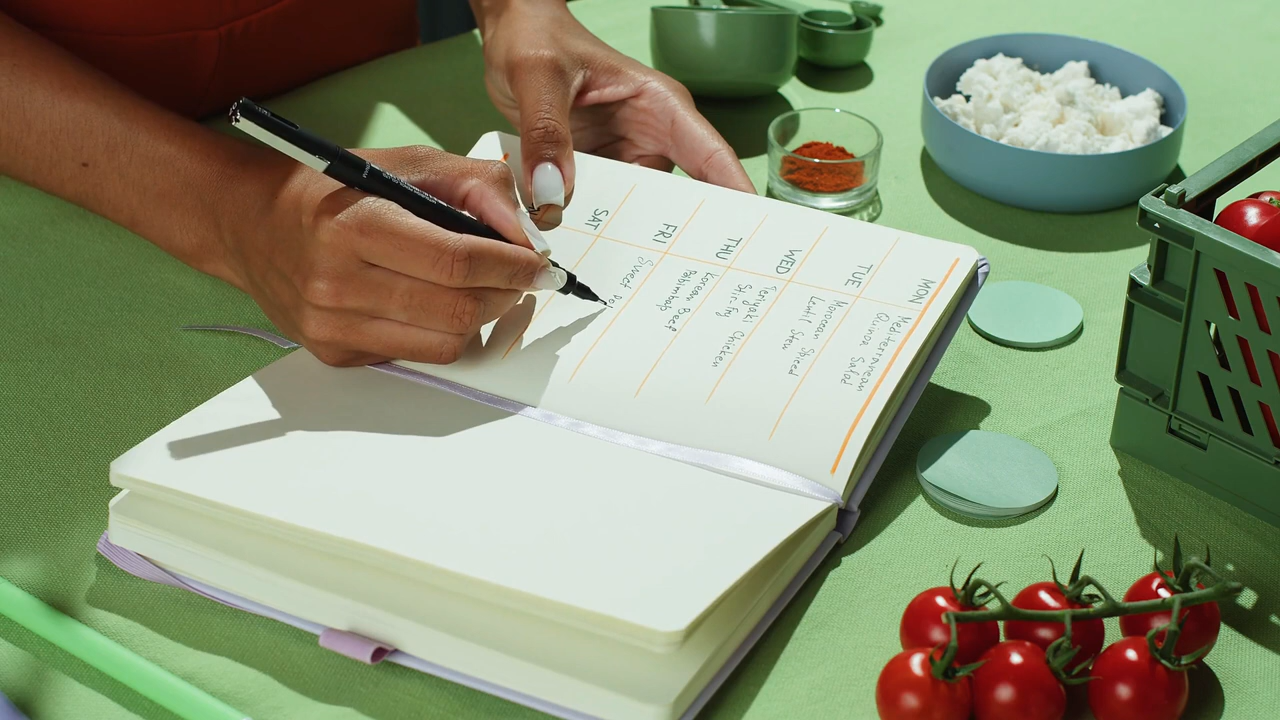 MON
Mediterranean
Quinoa Salad
TUE
Moroccan Spiced
Lentil Stew
WED
Teriyaki Chicken
Stir-fry
THU
Korean Beef
Bibimbap
FRI
Sweet
SAT